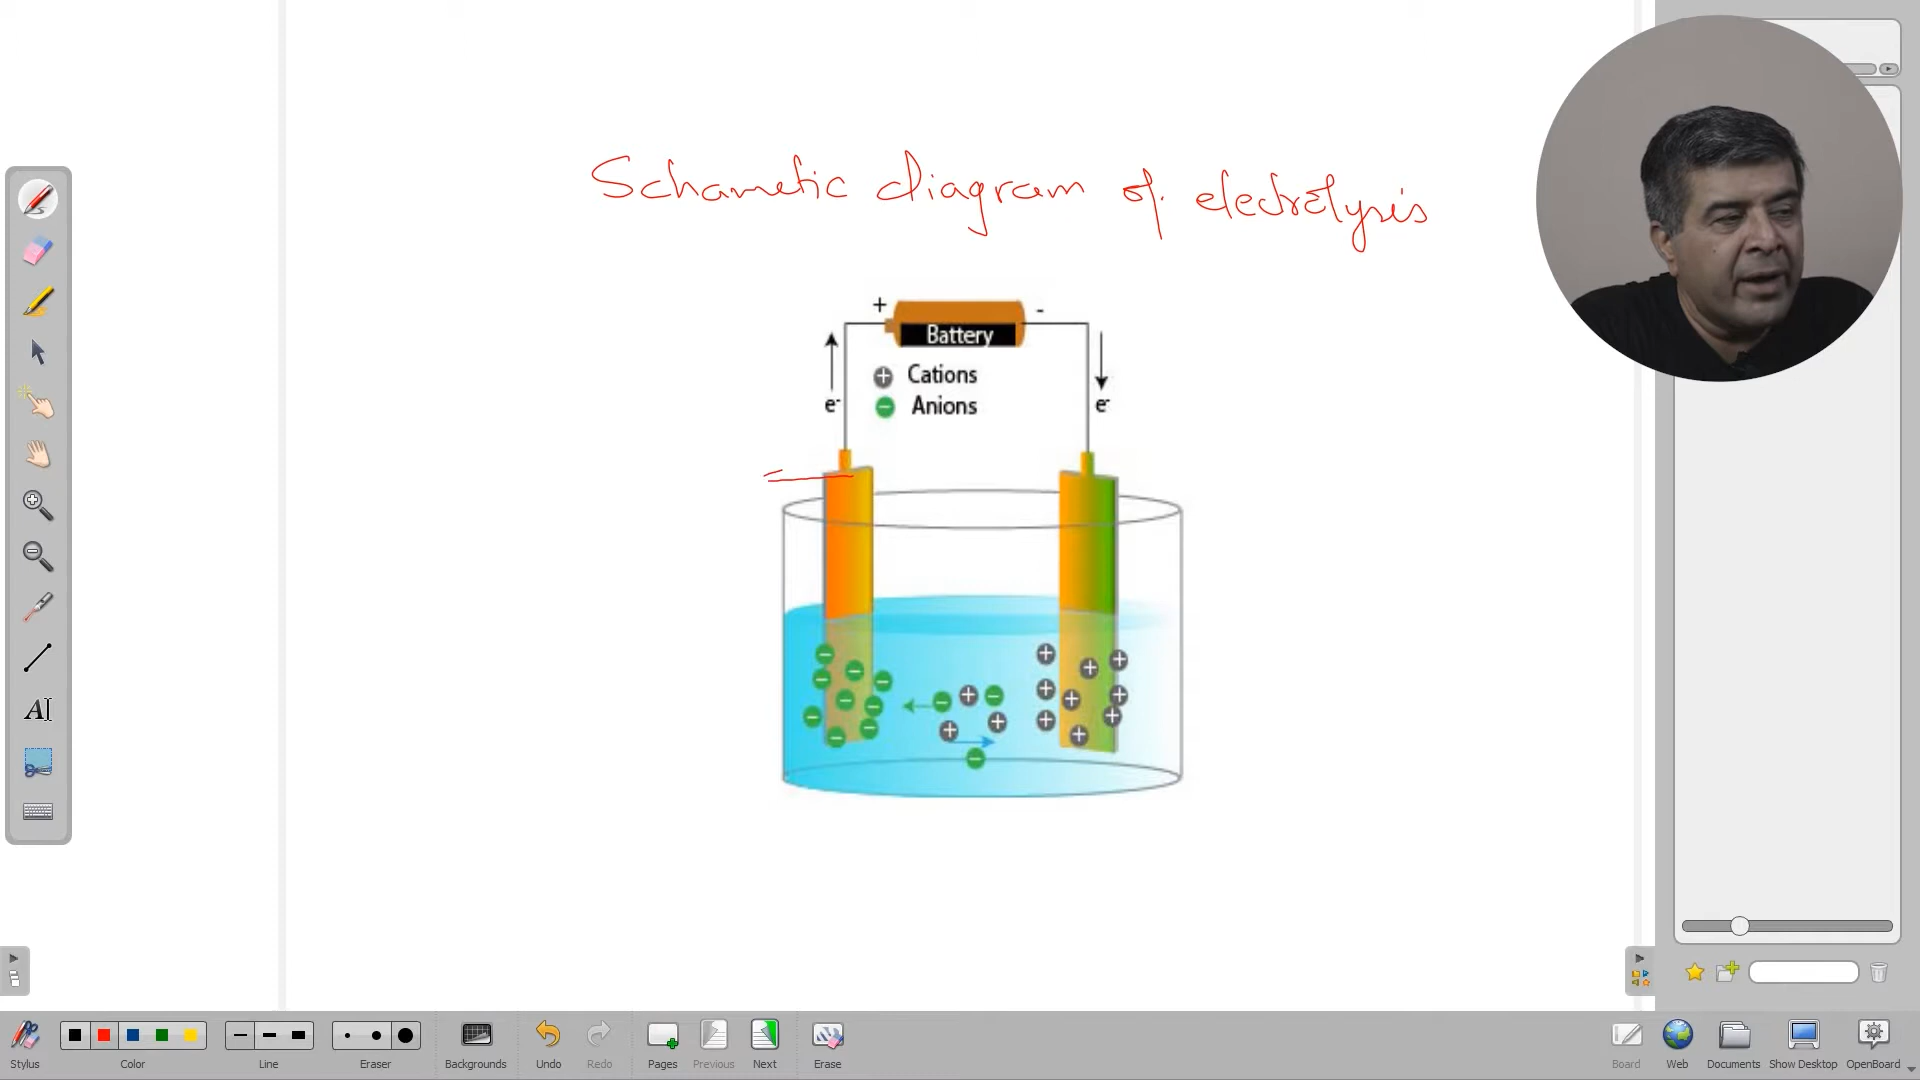 Schametic diagram of electrolysis
+ Battery -
+ Cations
e- - Anions e-
Stylus Color Line Eraser Backgrounds Undo Redo Pages Previous Next Erase Board Web Documents Show Desktop OpenBoard